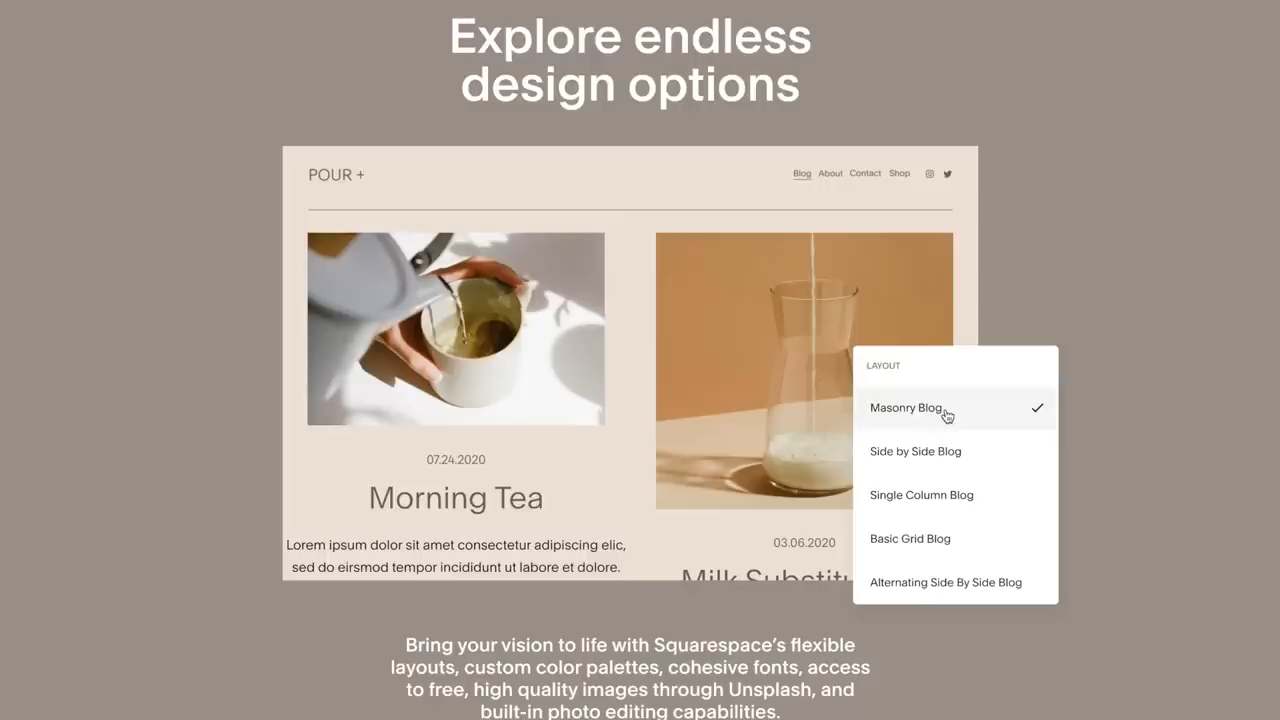 Explore endless
design options
POUR +
Blog About Contact Shop
07.24.2020
Morning Tea
Lorem ipsum dolor sit amet consectetur adipiscing elic,
sed do eirsmod tempor incididunt ut labore et dolore.
03.06.2020
Milk
LAYOUT
Masonry Blog
Side by Side Blog
Single Column Blog
Basic Grid Blog
Alternating Side By Side Blog
Bring your vision to life with Squarespace’s flexible
layouts, custom color palettes, cohesive fonts, access
to free, high quality images through Unsplash, and
built-in photo editing capabilities.